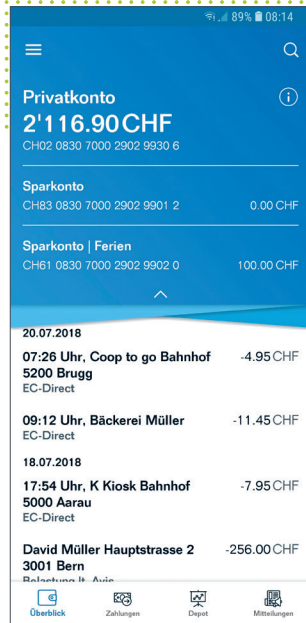 89% 08:14
Privatkonto
2'116.90 CHF
CH02 0830 7000 2902 9930 6
Sparkonto
CH83 0830 7000 2902 9901 2 0.00 CHF
Sparkonto | Ferien
CH61 0830 7000 2902 9902 0 100.00 CHF
20.07.2018
07:26 Uhr, Coop to go Bahnhof -4.95 CHF
5200 Brugg
EC-Direct
09:12 Uhr, Bäckerei Müller -11.45 CHF
EC-Direct
18.07.2018
17:54 Uhr, K Kiosk Bahnhof -7.95 CHF
5000 Aarau
EC-Direct
David Müller Hauptstrasse 2 -256.00 CHF
3001 Bern
Belastung lt. Avis
Überblick Zahlungen Depot Mitteilungen